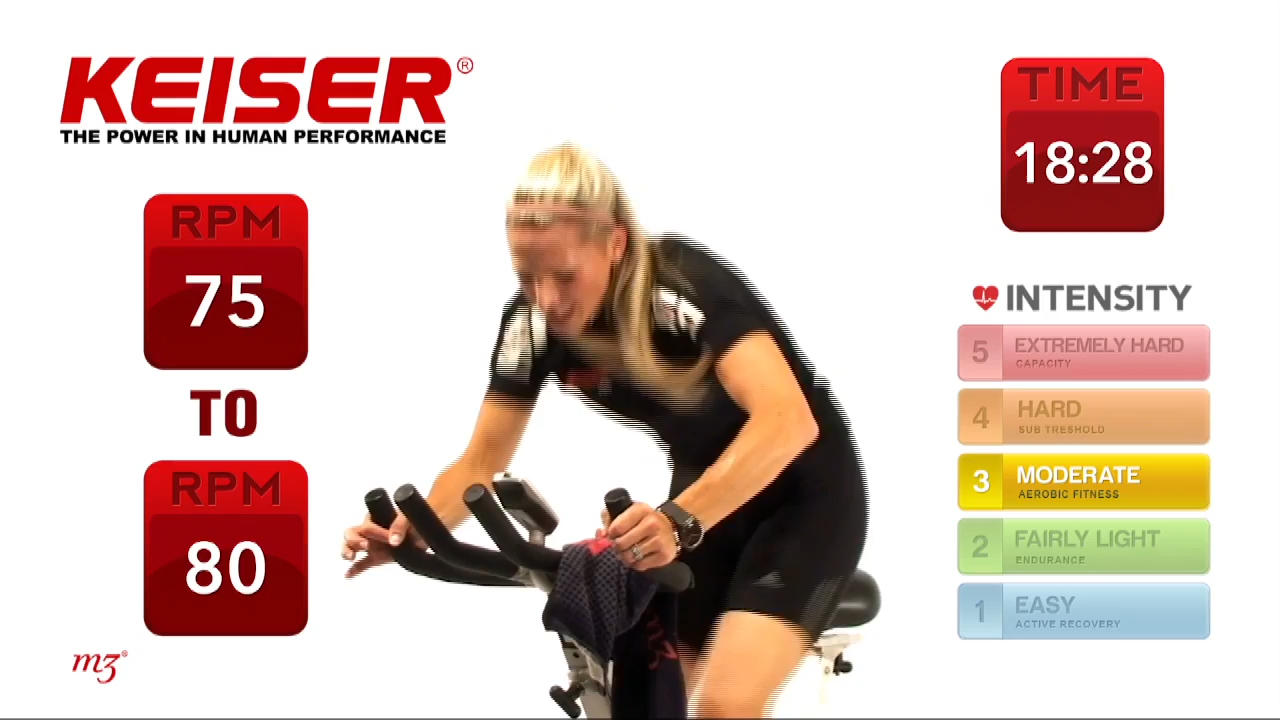 KEISER®
THE POWER IN HUMAN PERFORMANCE
RPM
75
TO
RPM
80
m3®
TIME
18:28
INTENSITY
5 EXTREMELY HARD
CAPACITY
4 HARD
SUB TRESHOLD
3 MODERATE
AEROBIC FITNESS
2 FAIRLY LIGHT
ENDURANCE
1 EASY
ACTIVE RECOVERY